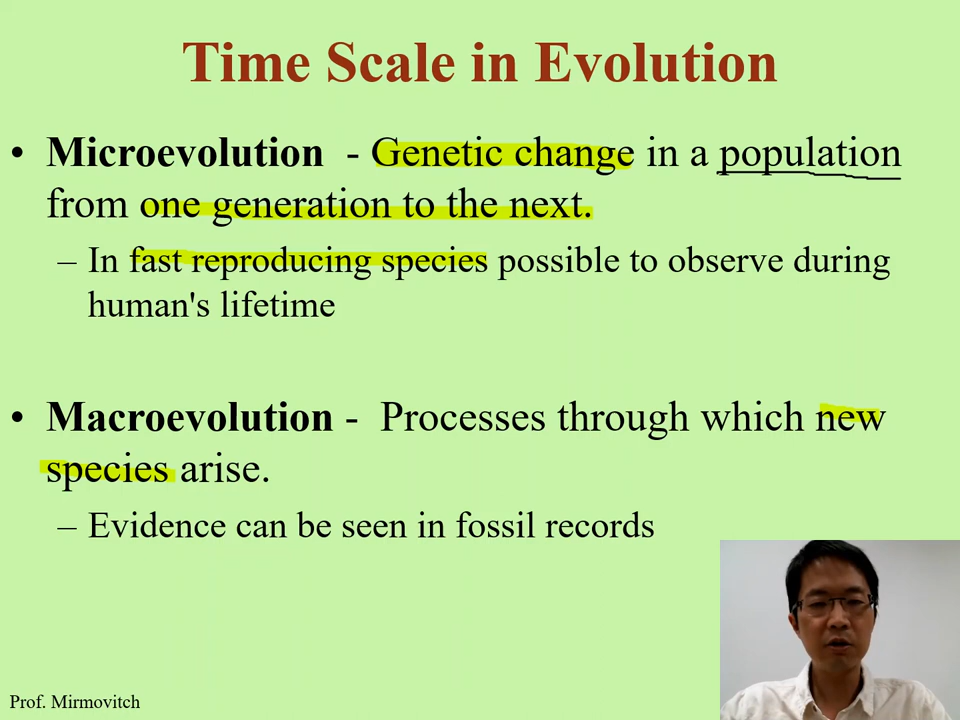 Time Scale in Evolution
• Microevolution - Genetic change in a population
from one generation to the next.
– In fast reproducing species possible to observe during
human's lifetime
• Macroevolution - Processes through which new
species arise.
– Evidence can be seen in fossil records
Prof. Mirmovitch